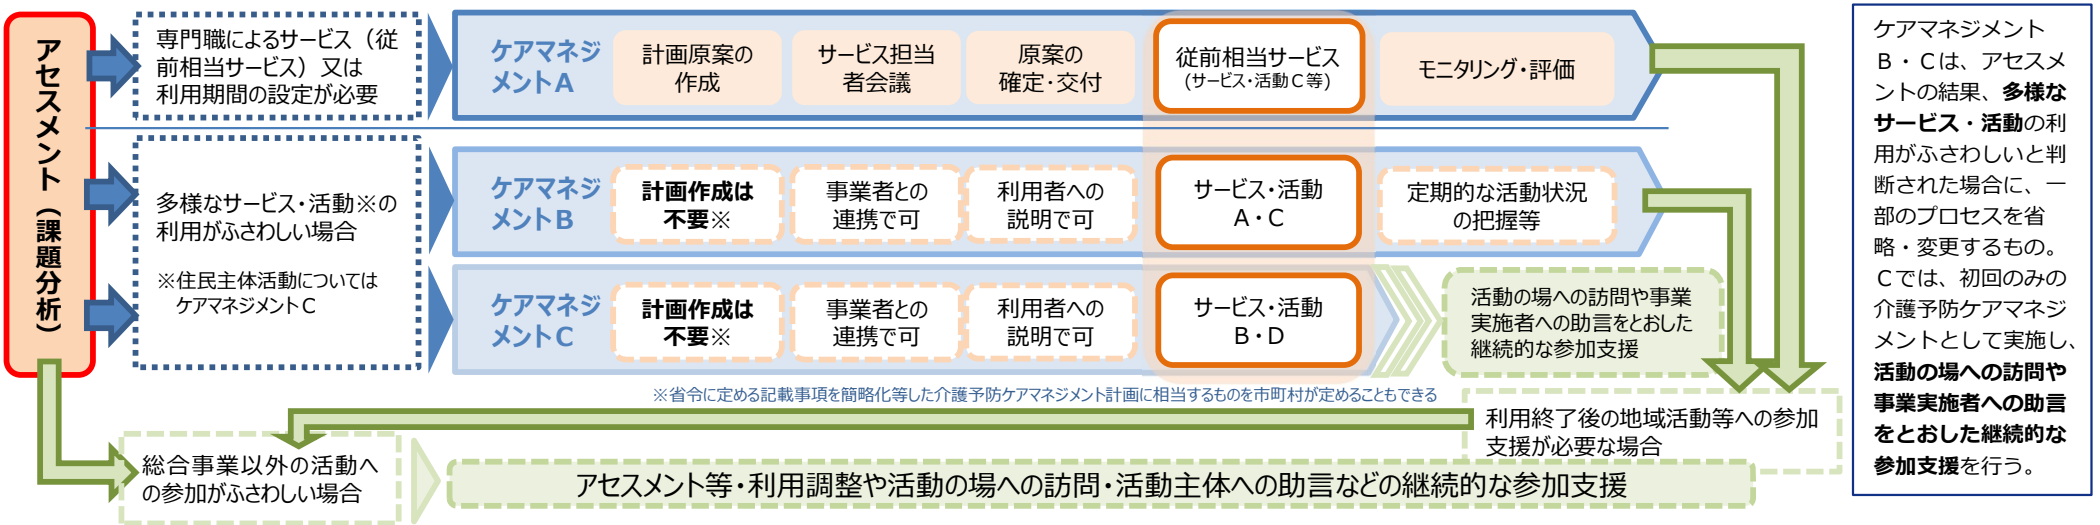 アセスメント（課題分析）
専門職によるサービス（従
前相当サービス）又は
利用期間の設定が必要
ケアマネジ
メントA
計画原案の
作成
サービス担当
者会議
原案の
確定・交付
従前相当サービス
(サービス・活動C等)
モニタリング・評価
多様なサービス・活動※の
利用がふさわしい場合
※住民主体活動については
ケアマネジメントC
ケアマネジ
メントB
計画作成は
不要※
事業者との
連携で可
利用者への
説明で可
サービス・活動
A・C
定期的な活動状況
の把握等
ケアマネジ
メントC
計画作成は
不要※
事業者との
連携で可
利用者への
説明で可
サービス・活動
B・D
活動の場への訪問や事業
実施者への助言をとおした
継続的な参加支援
※省令に定める記載事項を簡略化等した介護予防ケアマネジメント計画に相当するものを市町村が定めることもできる
利用終了後の地域活動等への参加
支援が必要な場合
総合事業以外の活動へ
の参加がふさわしい場合
アセスメント等・利用調整や活動の場への訪問・活動主体への助言などの継続的な参加支援
ケアマネジメント
B・Cは、アセスメ
ントの結果、多様な
サービス・活動の利
用がふさわしいと判
断された場合に、一
部のプロセスを省
略・変更するもの。
Cでは、初回のみの
介護予防ケアマネジ
メントとして実施し、
活動の場への訪問や
事業実施者への助言
をとおした継続的な
参加支援を行う。